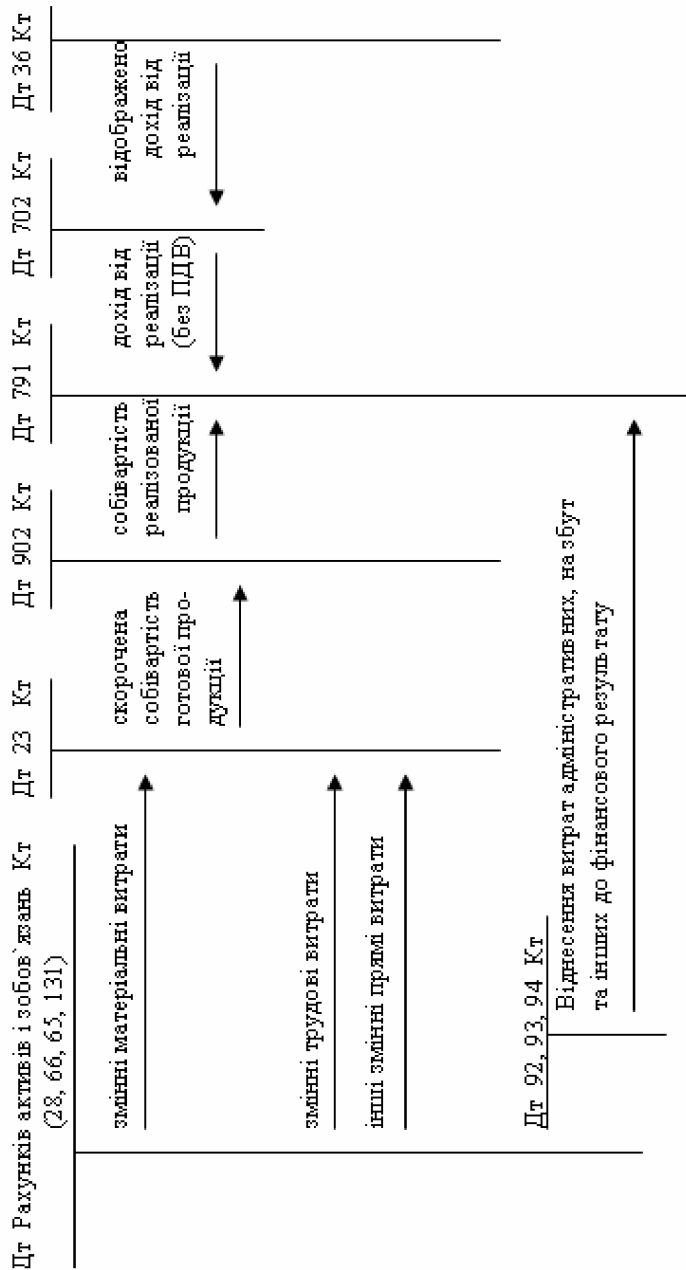 Дт Рахунків активів і зобов`язань Кт
(28, 66, 65, 131)
Дт 23 Кт
Дт 902 Кт
Дт 791 Кт
Дт 702 Кт
Дт 36 Кт
змінні матеріальні витрати
скорочена
собівартість
готової про-
дукції
собівартість
реалізованої
продукції
дохід від
реалізації
(без ПДВ)
відображено
дохід від
реалізації
змінні трудові витрати
інші змінні прямі витрати
Дт 92, 93, 94 Кт
Віднесення витрат адміністративних, на збут
та інших до фінансового результату